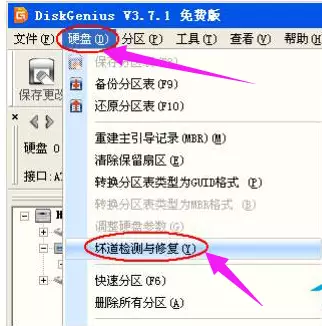 DiskGenius V3.7.1 免费版
文件(F) 硬盘(D) 分区(P) 工具(T) 查看(V) 帮助(H)
保存分区表(F8)
备份分区表(F9)
保存更改
还原分区表(F10)
重建主引导记录(MBR)(M)
硬盘 0
清除保留扇区(E)
接口:A
转换分区表类型为GUID格式 (P)
转换分区表类型为MBR格式 (B)
调整硬盘参数(G)
坏道检测与修复(Y)
快速分区(F6)
删除所有分区(A)